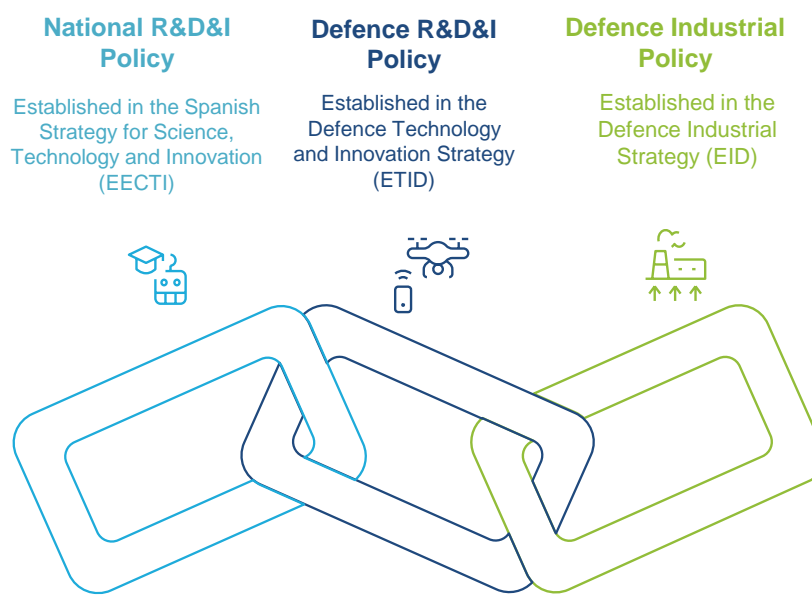 National R&D&I
Policy
Established in the Spanish
Strategy for Science,
Technology and Innovation
(EECTI)
Defence R&D&I
Policy
Established in the
Defence Technology
and Innovation Strategy
(ETID)
Defence Industrial
Policy
Established in the
Defence Industrial
Strategy (EID)